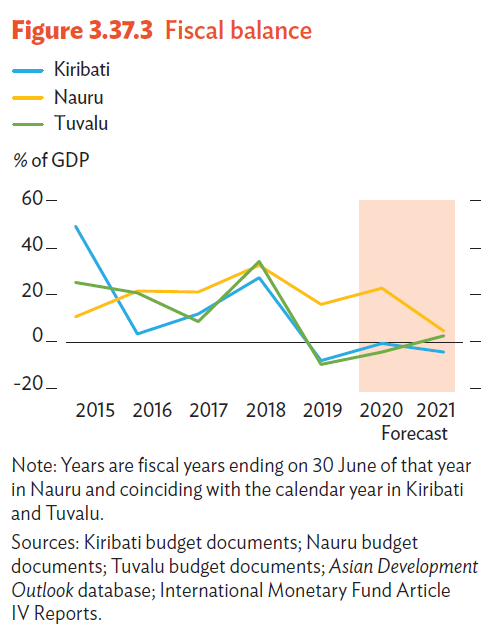 Figure 3.37.3 Fiscal balance
Kiribati
Nauru
Tuvalu
% of GDP
60
40
20
0
–20
2015 2016 2017 2018 2019 2020 2021
Forecast
Note: Years are fiscal years ending on 30 June of that year
in Nauru and coinciding with the calendar year in Kiribati
and Tuvalu.
Sources: Kiribati budget documents; Nauru budget
documents; Tuvalu budget documents; Asian Development
Outlook database; International Monetary Fund Article
IV Reports.